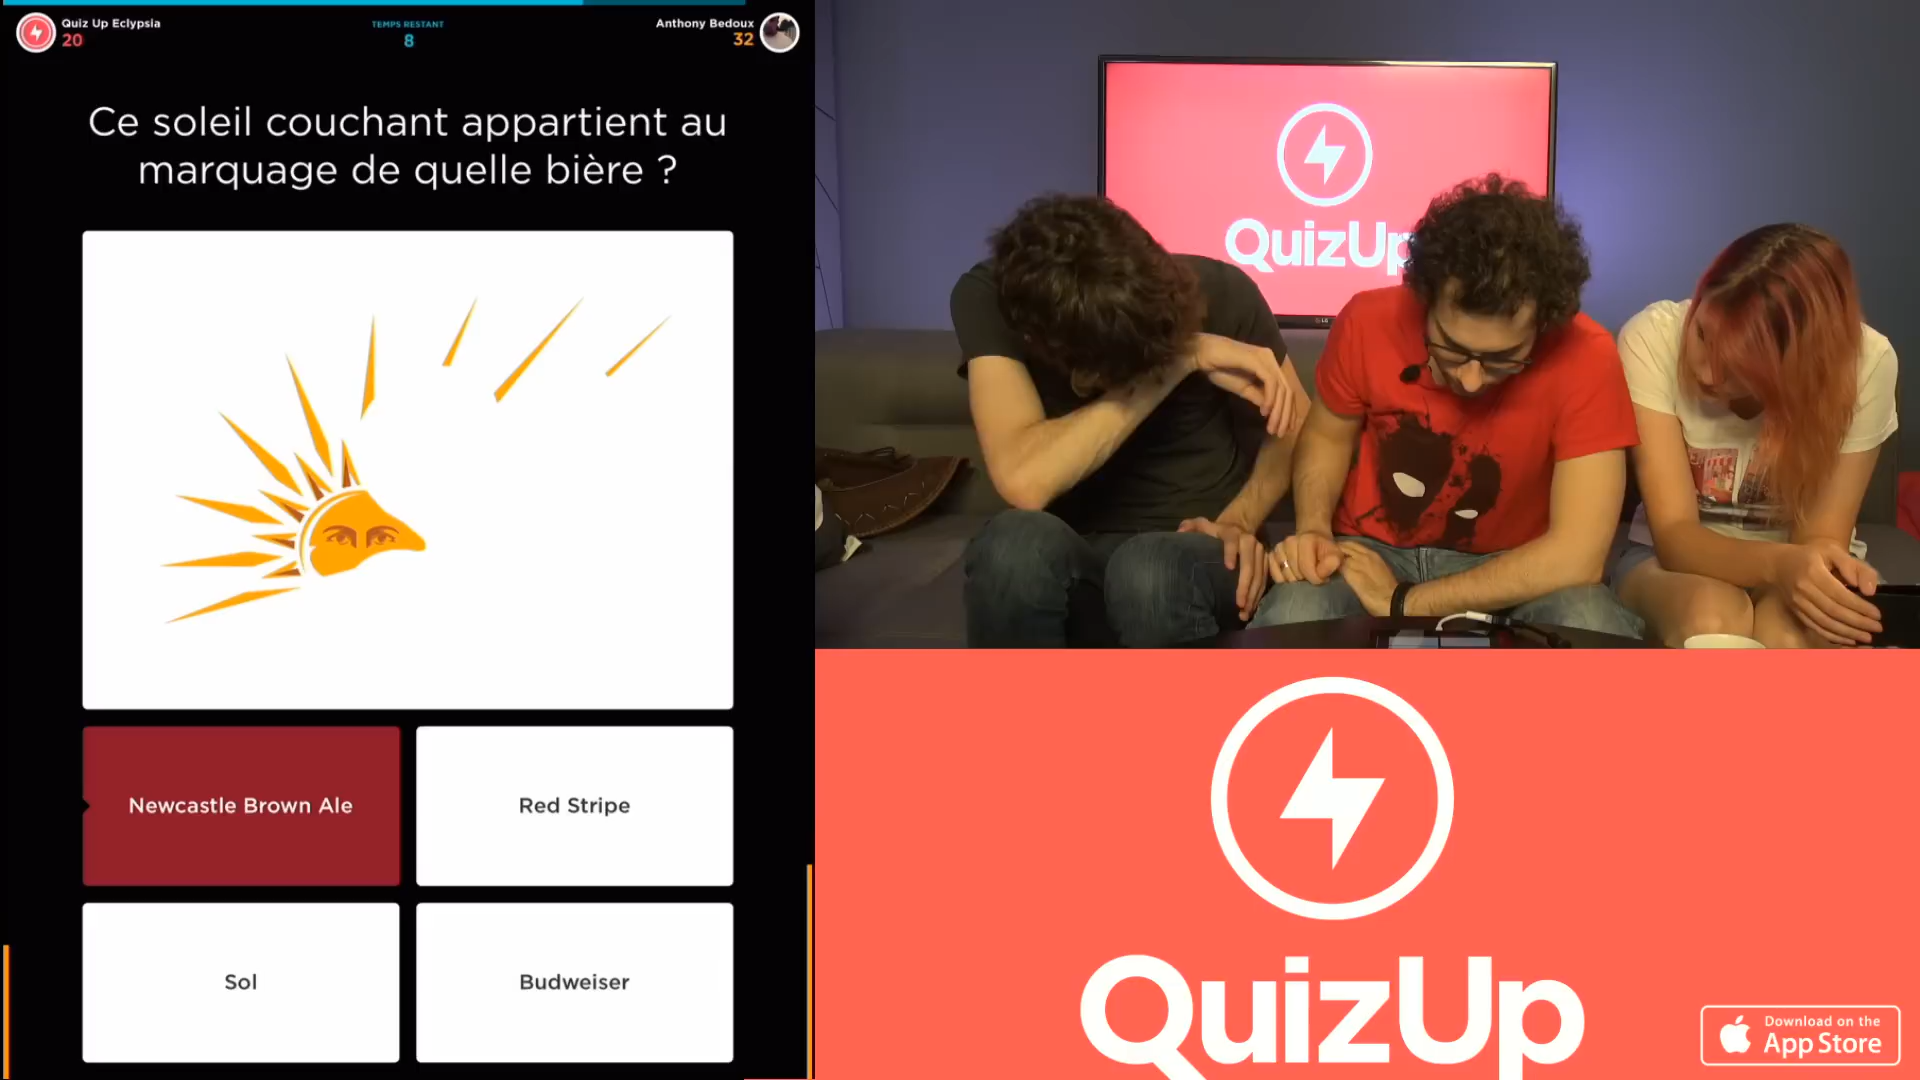 Quiz Up Eclypsia
20
TEMPS RESTANT
8
Anthony Bedoux
32
Ce soleil couchant appartient au
marquage de quelle bière ?
Newcastle Brown Ale
Red Stripe
Sol
Budweiser
QuizUp
LG
QuizUp
Download on the
App Store